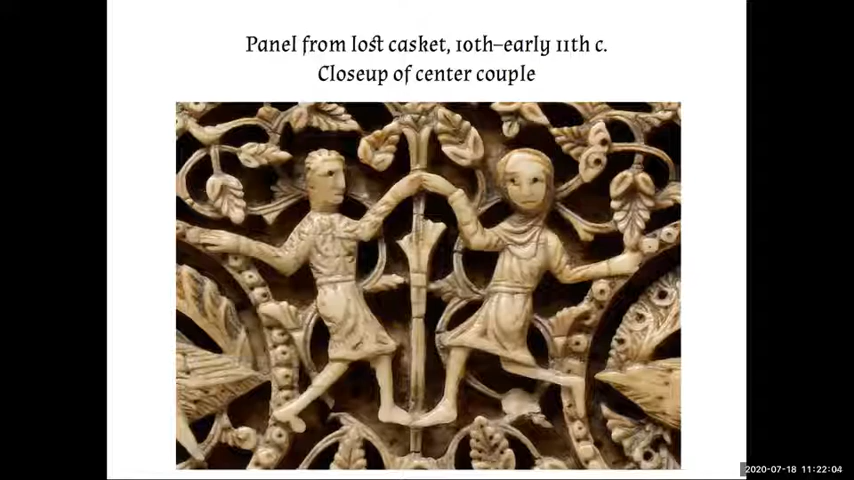 Panel from lost casket, 10th–early 11th c.
Closeup of center couple
2020-07-18 11:22:04